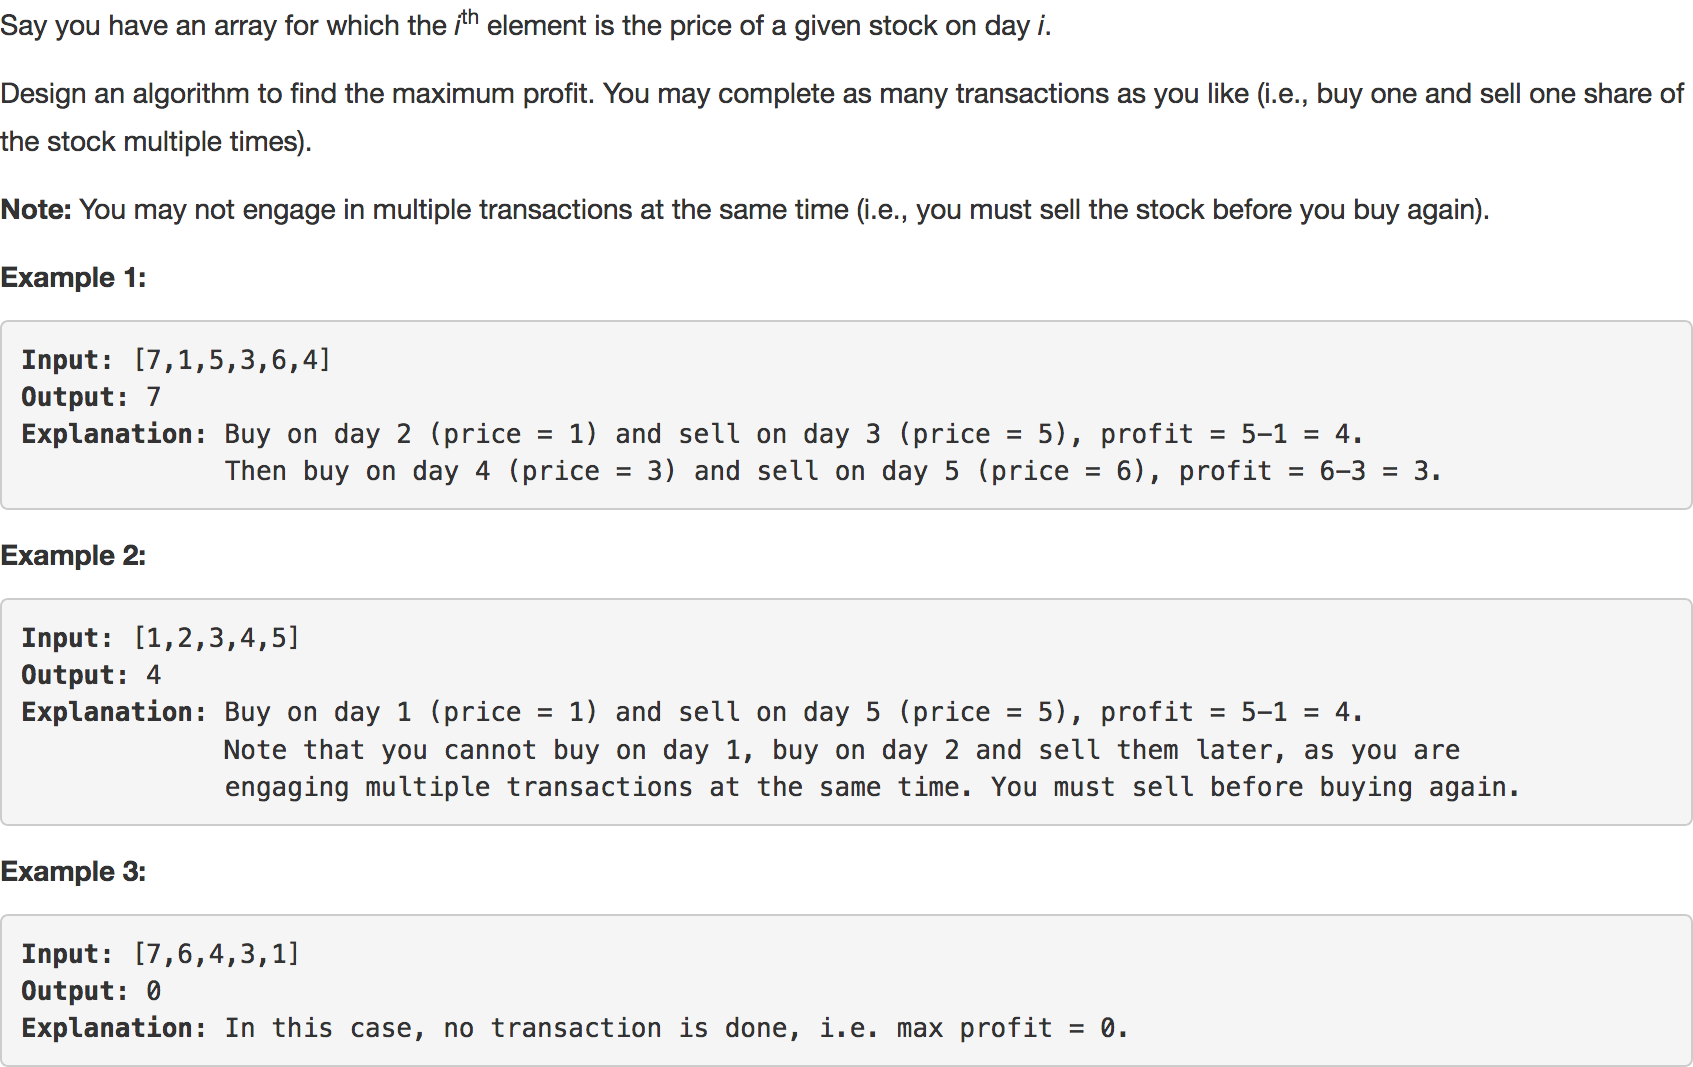 Say you have an array for which the ith element is the price of a given stock on day i.
Design an algorithm to find the maximum profit. You may complete as many transactions as you like (i.e., buy one and sell one share of
the stock multiple times).
Note: You may not engage in multiple transactions at the same time (i.e., you must sell the stock before you buy again).
Example 1:
Input: [7,1,5,3,6,4]
Output: 7
Explanation: Buy on day 2 (price = 1) and sell on day 3 (price = 5), profit = 5-1 = 4.
Then buy on day 4 (price = 3) and sell on day 5 (price = 6), profit = 6-3 = 3.
Example 2:
Input: [1,2,3,4,5]
Output: 4
Explanation: Buy on day 1 (price = 1) and sell on day 5 (price = 5), profit = 5-1 = 4.
Note that you cannot buy on day 1, buy on day 2 and sell them later, as you are
engaging multiple transactions at the same time. You must sell before buying again.
Example 3:
Input: [7,6,4,3,1]
Output: 0
Explanation: In this case, no transaction is done, i.e. max profit = 0.